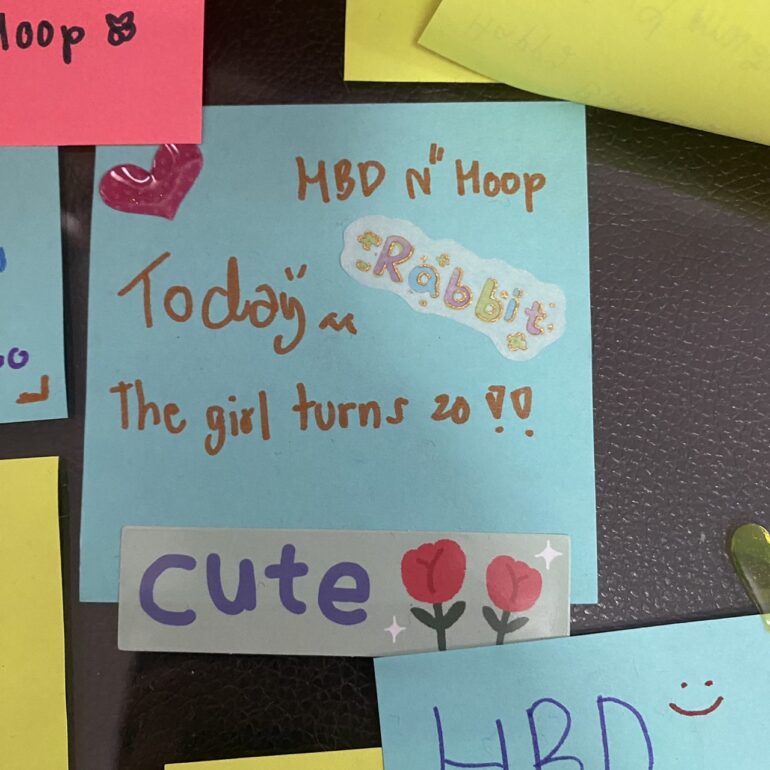 Hoop
HBD N" Hoop
Rabbit
Today
The girl turns 20 !!
cute
HBD